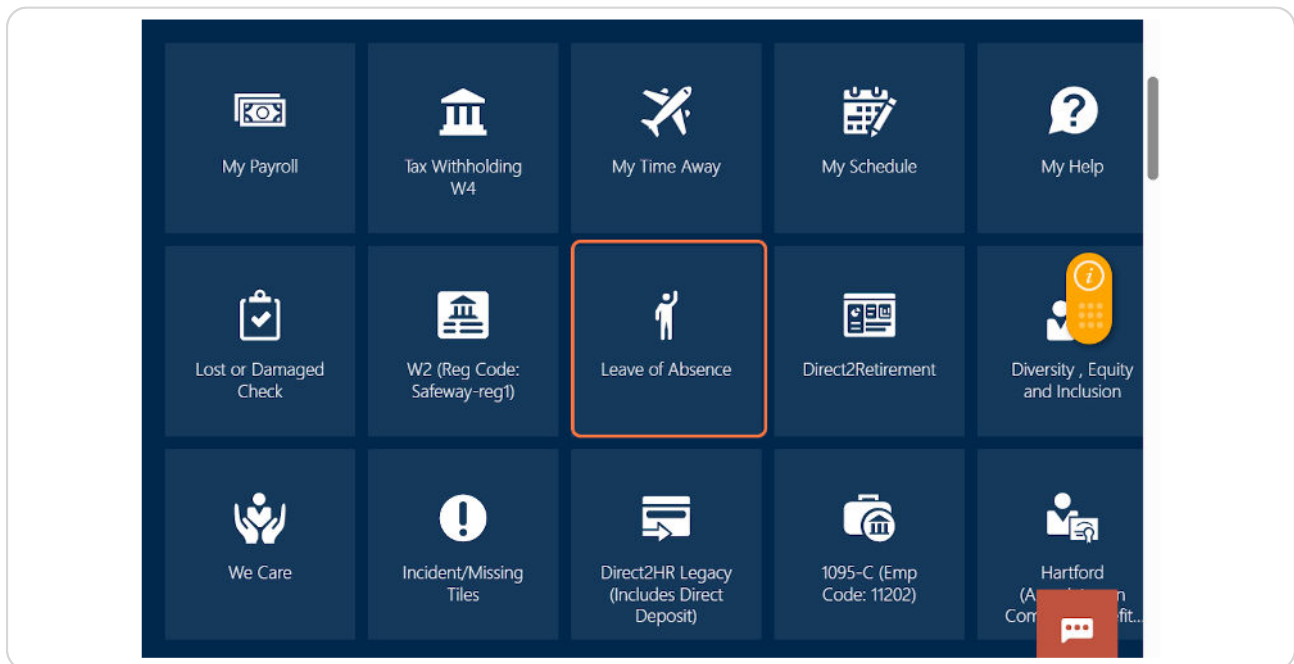 My Payroll
Tax Withholding
W4
My Time Away
My Schedule
My Help
Lost or Damaged
Check
W2 (Reg Code:
Safeway-reg1)
Leave of Absence
Direct2Retirement
Diversity , Equity
and Inclusion
We Care
Incident/Missing
Tiles
Direct2HR Legacy
(Includes Direct
Deposit)
1095-C (Emp
Code: 11202)
Hartford